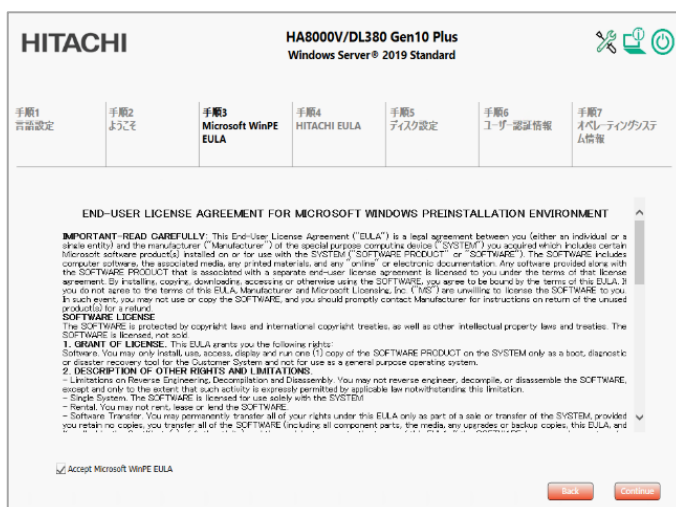 HITACHI
HA8000V/DL380 Gen10 Plus
Windows Server® 2019 Standard
手順1
言語設定
手順2
ようこそ
手順3
Microsoft WinPE
EULA
手順4
HITACHI EULA
手順5
ディスク設定
手順6
ユーザー認証情報
手順7
オペレーティングシステ
ム情報
END-USER LICENSE AGREEMENT FOR MICROSOFT WINDOWS PREINSTALLATION ENVIRONMENT
IMPORTANT-READ CAREFULLY: This End-User License Agreement ("EULA") is a legal agreement between you (either an individual or a
single entity) and the manufacturer ("Manufacturer") of the special purpose computing device ("SYSTEM") you acquired which includes certain
Microsoft software product(s) installed on or for use with the SYSTEM ("SOFTWARE PRODUCT" or "SOFTWARE"). The SOFTWARE includes
computer software, the associated media, any printed materials, and any "online" or electronic documentation. Any software provided along with
the SOFTWARE PRODUCT that is associated with a separate end-user license agreement is licensed to you under the terms of that license
agreement. By installing, copying, downloading, accessing or otherwise using the SOFTWARE, you agree to be bound by the terms of this EULA. If
you do not agree to the terms of this EULA, Manufacturer and Microsoft Licensing, Inc. ("MS") are unwilling to license the SOFTWARE to you.
In such event, you may not use or copy the SOFTWARE, and you should promptly contact Manufacturer for instructions on return of the unused
product(s) for a refund.
SOFTWARE LICENSE
The SOFTWARE is protected by copyright laws and international copyright treaties, as well as other intellectual property laws and treaties. The
SOFTWARE is licensed, not sold.
1. GRANT OF LICENSE. This EULA grants you the following rights:
Software. You may only install, use, access, display and run one (1) copy of the SOFTWARE PRODUCT on the SYSTEM only as a boot, diagnostic
or disaster recovery tool for the Customer System and not for use as a general purpose operating system.
2. DESCRIPTION OF OTHER RIGHTS AND LIMITATIONS.
- Limitations on Reverse Engineering, Decompilation and Disassembly. You may not reverse engineer, decompile, or disassemble the SOFTWARE,
except and only to the extent that such activity is expressly permitted by applicable law notwithstanding this limitation.
- Single System. The SOFTWARE is licensed for use solely with the SYSTEM.
- Rental. You may not rent, lease or lend the SOFTWARE.
- Software Transfer. You may permanently transfer all of your rights under this EULA only as part of a sale or transfer of the SYSTEM, provided
you retain no copies, you transfer all of the SOFTWARE (including all component parts, the media, any upgrades or backup copies, this EULA, and
Accept Microsoft WinPE EULA
Back
Continue